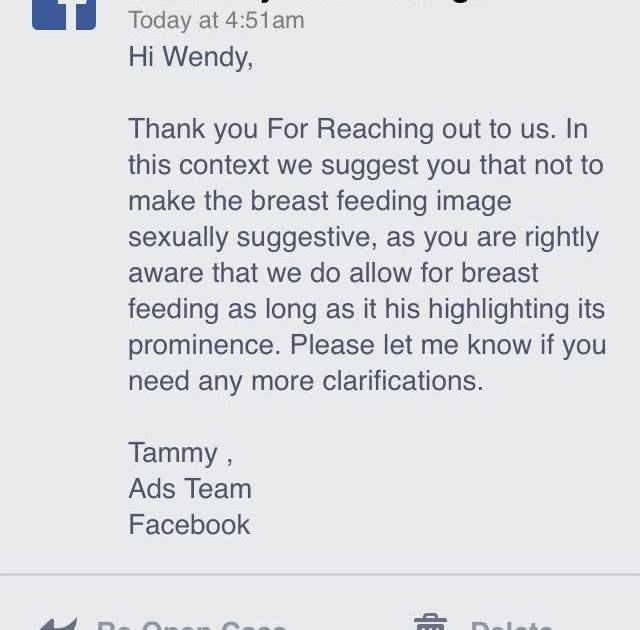 Today at 4:51am
Hi Wendy,
Thank you For Reaching out to us. In
this context we suggest you that not to
make the breast feeding image
sexually suggestive, as you are rightly
aware that we do allow for breast
feeding as long as it his highlighting its
prominence. Please let me know if you
need any more clarifications.
Tammy ,
Ads Team
Facebook
Re-Open Case
Delete